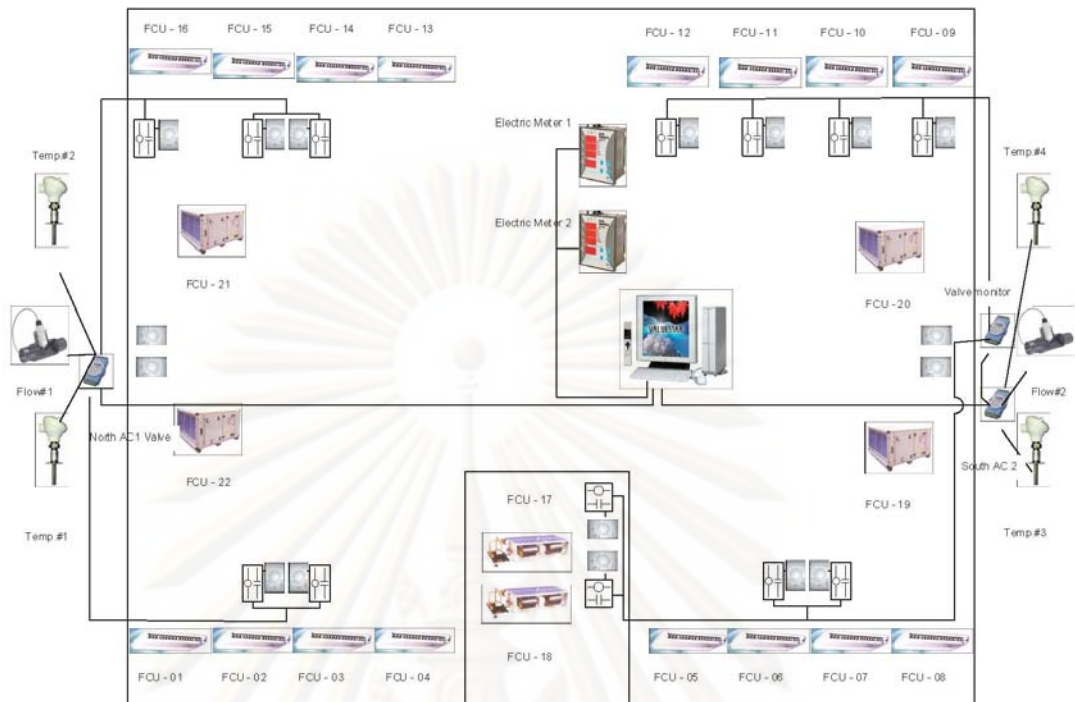 FCU - 16
FCU - 15
FCU - 14
FCU - 13
FCU - 12
FCU - 11
FCU - 10
FCU - 09
Electric Meter 1
Temp.#2
Temp.#4
Electric Meter 2
FCU - 21
FCU - 20
Valve monitor
Flow#1
Flow#2
North AC1 Valve
FCU - 22
FCU - 19
South AC 2
FCU - 17
Temp.#1
Temp.#3
FCU - 18
FCU - 01
FCU - 02
FCU - 03
FCU - 04
FCU - 05
FCU - 06
FCU - 07
FCU - 08